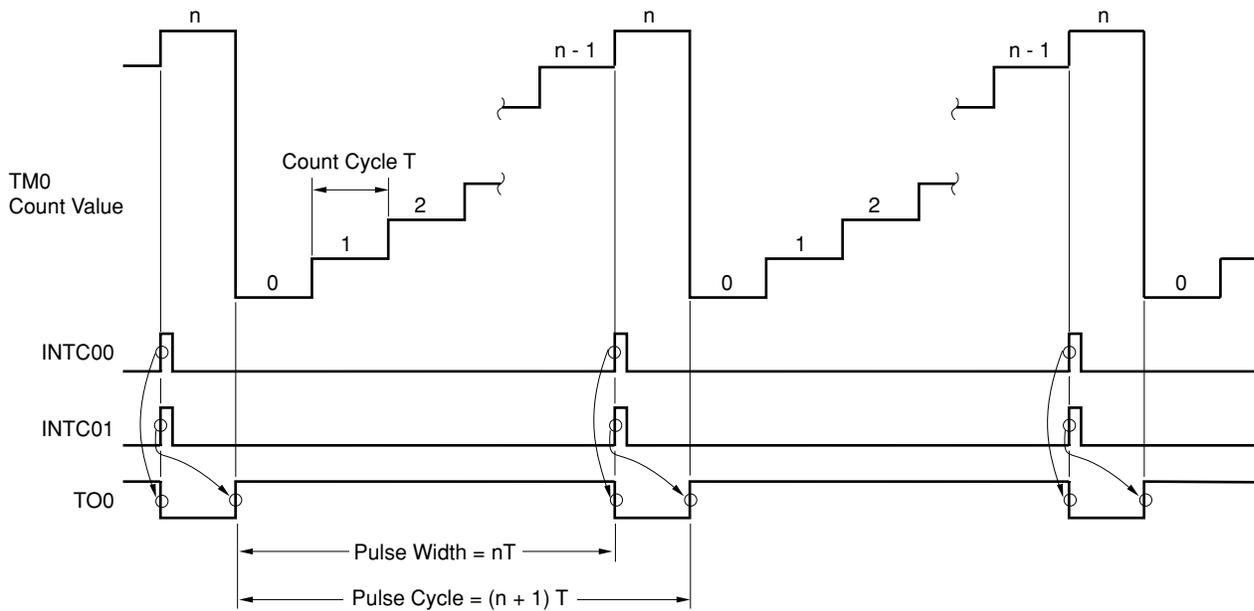 n
n
n
n - 1
n - 1
Count Cycle T
TM0
Count Value
2
2
1
1
0
0
0
INTC00
INTC01
TO0
Pulse Width = nT
Pulse Cycle = (n + 1) T